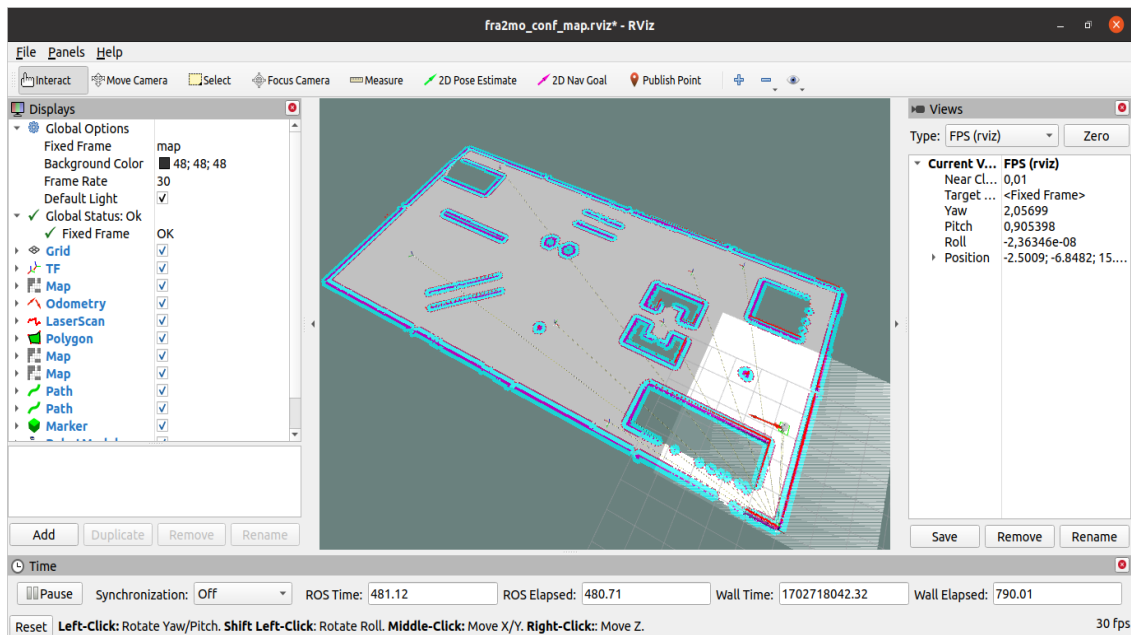 fra2mo_conf_map.rviz* - RViz
File Panels Help
Interact Move Camera Select Focus Camera Measure 2D Pose Estimate 2D Nav Goal Publish Point
Displays
Global Options
Fixed Frame map
Background Color 48; 48; 48
Frame Rate 30
Default Light
Global Status: Ok
Fixed Frame OK
Grid
TF
Map
Odometry
LaserScan
Polygon
Map
Map
Path
Path
Marker
Add Duplicate Remove Rename
Views
Type: FPS (rviz) Zero
Current V... FPS (rviz)
Near Cl... 0,01
Target ... <Fixed Frame>
Yaw 2,05699
Pitch 0,905398
Roll -2,36346e-08
Position -2.5009; -6.8482; 15....
Save Remove Rename
Time
Pause Synchronization: Off ROS Time: 481.12 ROS Elapsed: 480.71 Wall Time: 1702718042.32 Wall Elapsed: 790.01
Reset Left-Click: Rotate Yaw/Pitch. Shift Left-Click: Rotate Roll. Middle-Click: Move X/Y. Right-Click:: Move Z. 30 fps